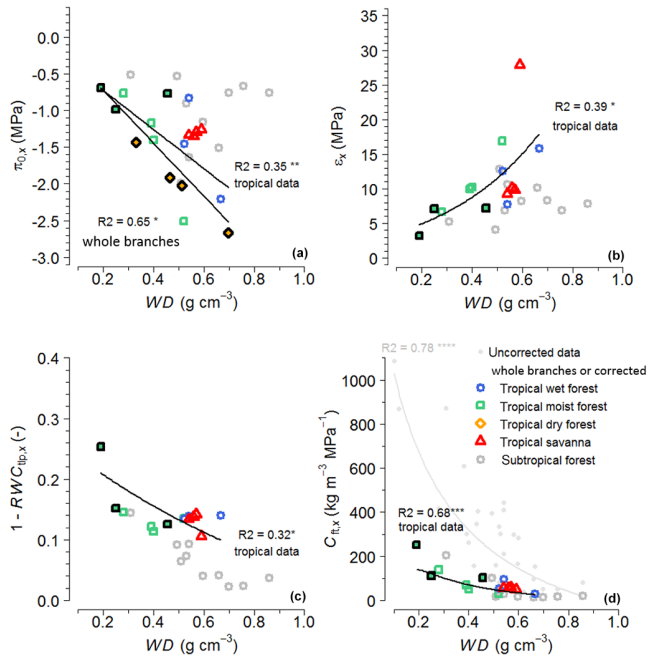 0.0
-0.5
-1.0
-1.5
-2.0
-2.5
-3.0
π0,x (MPa)
R2 = 0.35 **
tropical data
R2 = 0.65 *
whole branches
(a)
0.2 0.4 0.6 0.8 1.0
WD (g cm−3)
35
30
25
20
15
10
5
0
εx (MPa)
R2 = 0.39 *
tropical data
(b)
0.2 0.4 0.6 0.8 1.0
WD (g cm−3)
0.4
0.3
0.2
0.1
0.0
1 - RWCtlp,x (-)
R2 = 0.32*
tropical data
(c)
0.2 0.4 0.6 0.8 1.0
WD (g cm−3)
R2 = 0.78 ****
Uncorrected data
whole branches or corrected
Tropical wet forest
Tropical moist forest
Tropical dry forest
Tropical savanna
Subtropical forest
1000
800
600
400
200
0
Cft,x (kg m−3 MPa−1)
R2 = 0.68***
tropical data
(d)
0.2 0.4 0.6 0.8 1.0
WD (g cm−3)